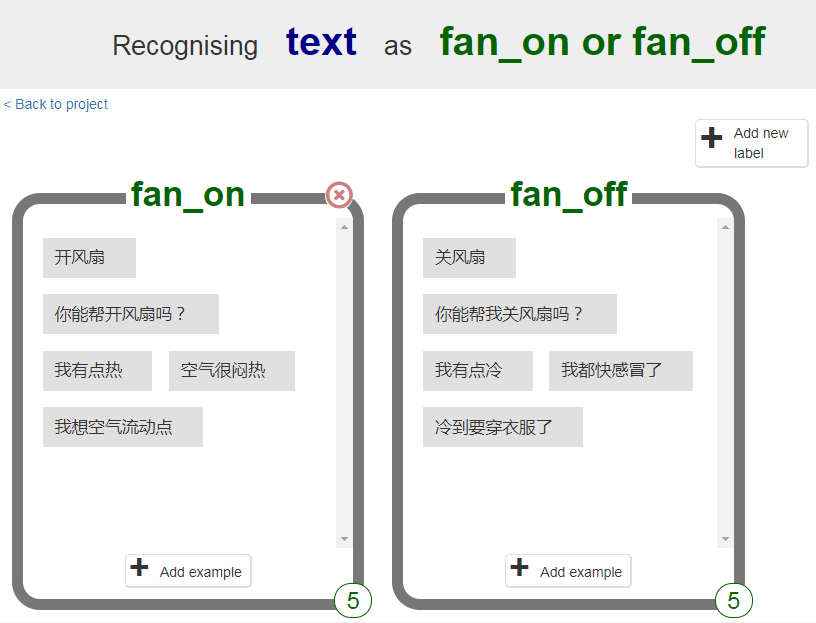 Recognising text as fan_on or fan_off
< Back to project
Add new
label
fan_on
开风扇
你能帮开风扇吗？
我有点热 空气很闷热
我想空气流动点
Add example
5
fan_off
关风扇
你能帮我关风扇吗？
我有点冷 我都快感冒了
冷到要穿衣服了
Add example
5